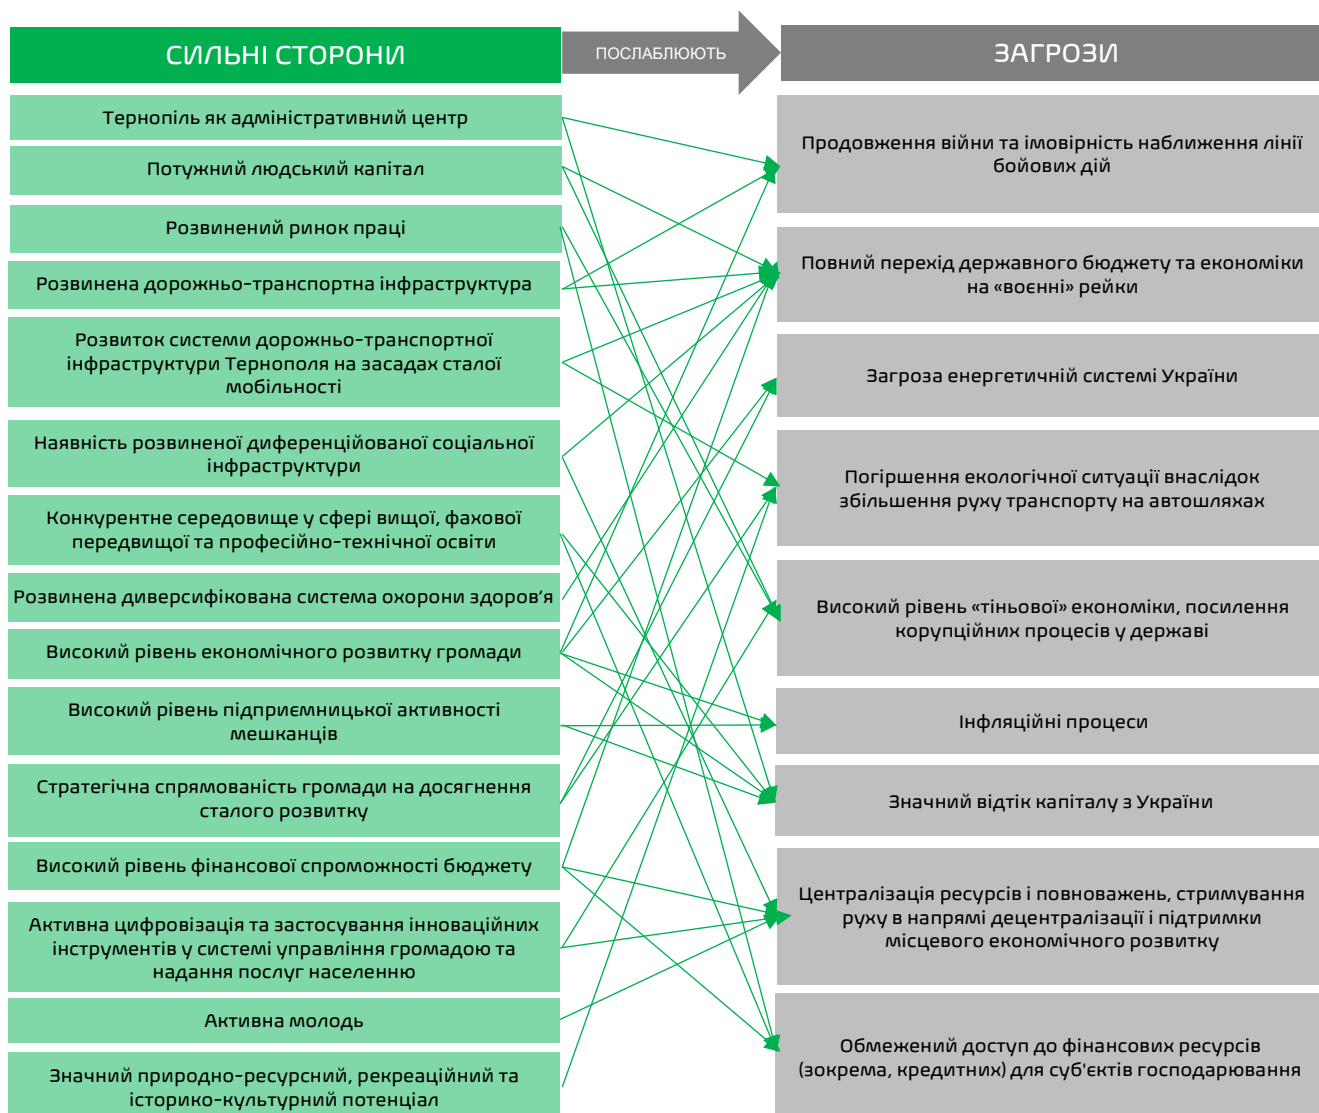 СИЛЬНІ СТОРОНИ
ПОСЛАБЛЮЮТЬ
ЗАГРОЗИ
Тернопіль як адміністративний центр
Потужний людський капітал
Розвинений ринок праці
Розвинена дорожньо-транспортна інфраструктура
Розвиток системи дорожньо-транспортної
інфраструктури Тернополя на засадах сталої
мобільності
Наявність розвиненої диференційованої соціальної
інфраструктури
Конкурентне середовище у сфері вищої, фахової
передвищої та професійно-технічної освіти
Розвинена диверсифікована система охорони здоров’я
Високий рівень економічного розвитку громади
Високий рівень підприємницької активності
мешканців
Стратегічна спрямованість громади на досягнення
сталого розвитку
Високий рівень фінансової спроможності бюджету
Активна цифровізація та застосування інноваційних
інструментів у системі управління громадою та
надання послуг населенню
Активна молодь
Значний природно-ресурсний, рекреаційний та
історико-культурний потенціал
Продовження війни та імовірність наближення лінії
бойових дій
Повний перехід державного бюджету та економіки
на «воєнні» рейки
Загроза енергетичній системі України
Погіршення екологічної ситуації внаслідок
збільшення руху транспорту на автошляхах
Високий рівень «тіньової» економіки, посилення
корупційних процесів у державі
Інфляційні процеси
Значний відтік капіталу з України
Централізація ресурсів і повноважень, стримування
руху в напрямі децентралізації і підтримки
місцевого економічного розвитку
Обмежений доступ до фінансових ресурсів
(зокрема, кредитних) для суб'єктів господарювання